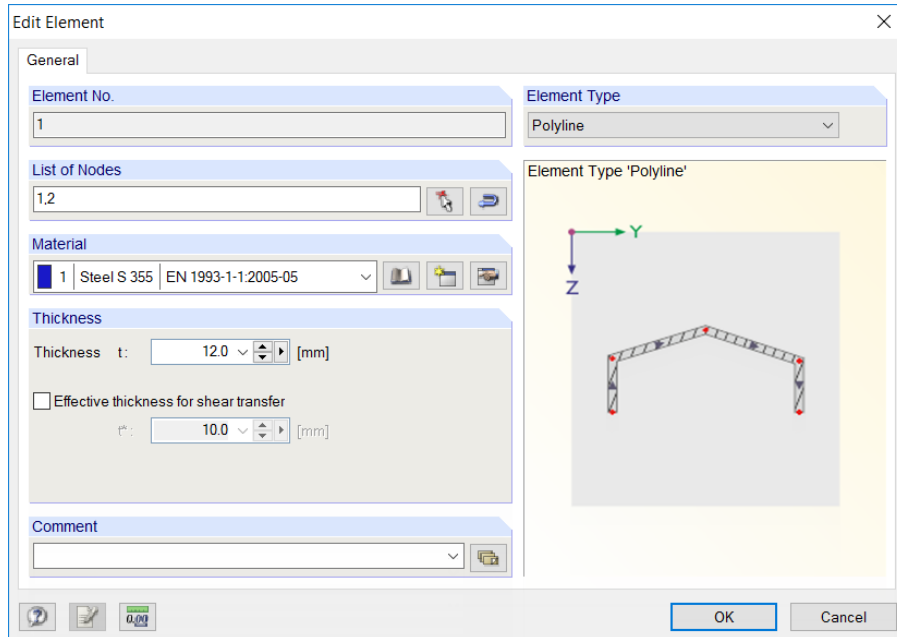 Edit Element
General
Element No.
1
List of Nodes
1,2
Material
1 Steel S 355 EN 1993-1-1:2005-05
Thickness
Thickness t: 12.0 [mm]
Effective thickness for shear transfer
t*: 10.0 [mm]
Comment
Element Type
Polyline
Element Type 'Polyline'
Y
Z
0,00
OK
Cancel